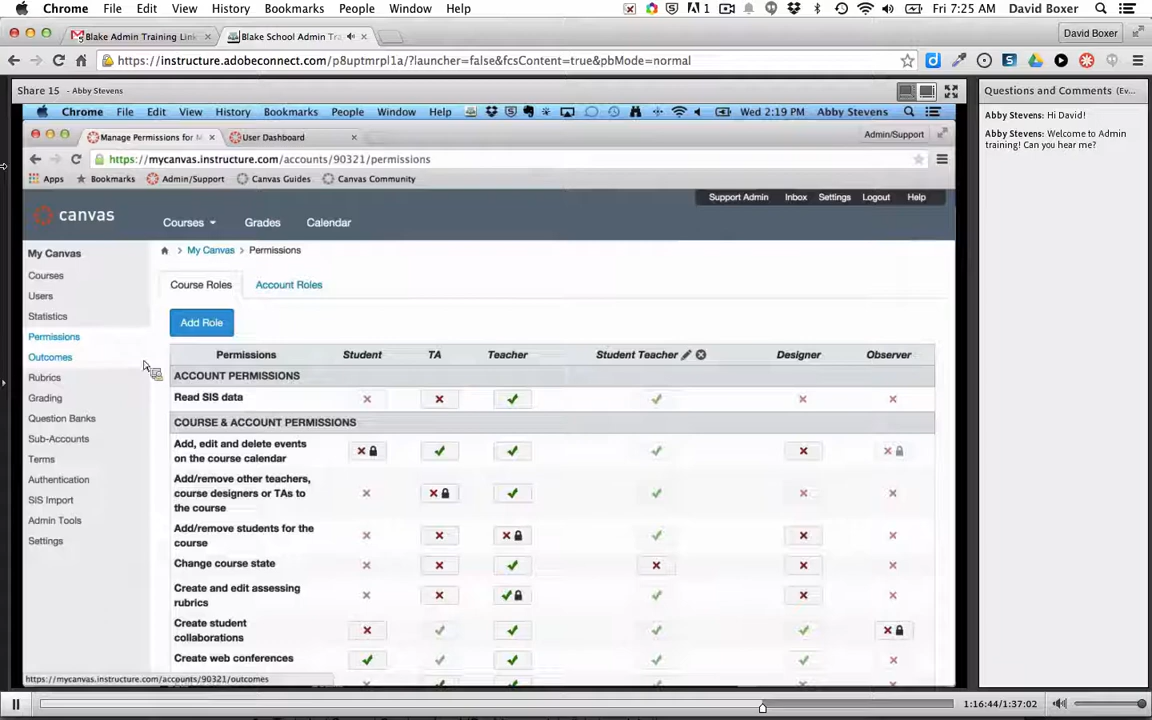 Chrome File Edit View History Bookmarks People Window Help 1 Fri 7:25 AM David Boxer
Blake Admin Training Link × Blake School Admin Tra × David Boxer
https://instructure.adobeconnect.com/p8uptmrpl1a/?launcher=false&fcsContent=true&pbMode=normal
Share 15 - Abby Stevens
Questions and Comments (Ev...
Chrome File Edit View History Bookmarks People Window Help Wed 2:19 PM Abby Stevens
Abby Stevens: Hi David!
Abby Stevens: Welcome to Admin
training! Can you hear me?
Manage Permissions for M × User Dashboard × Admin/Support
https://mycanvas.instructure.com/accounts/90321/permissions
Apps Bookmarks Admin/Support Canvas Guides Canvas Community
Support Admin Inbox Settings Logout Help
canvas Courses Grades Calendar
My Canvas
Courses
Users
Statistics
Permissions
Outcomes
Rubrics
Grading
Question Banks
Sub-Accounts
Terms
Authentication
SIS Import
Admin Tools
Settings
> My Canvas > Permissions
Course Roles Account Roles
Add Role
Permissions Student TA Teacher Student Teacher Designer Observer
ACCOUNT PERMISSIONS
Read SIS data
COURSE & ACCOUNT PERMISSIONS
Add, edit and delete events
on the course calendar
Add/remove other teachers,
course designers or TAs to
the course
Add/remove students for the
course
Change course state
Create and edit assessing
rubrics
Create student
collaborations
Create web conferences
https://mycanvas.instructure.com/accounts/90321/outcomes
1:16:44/1:37:02